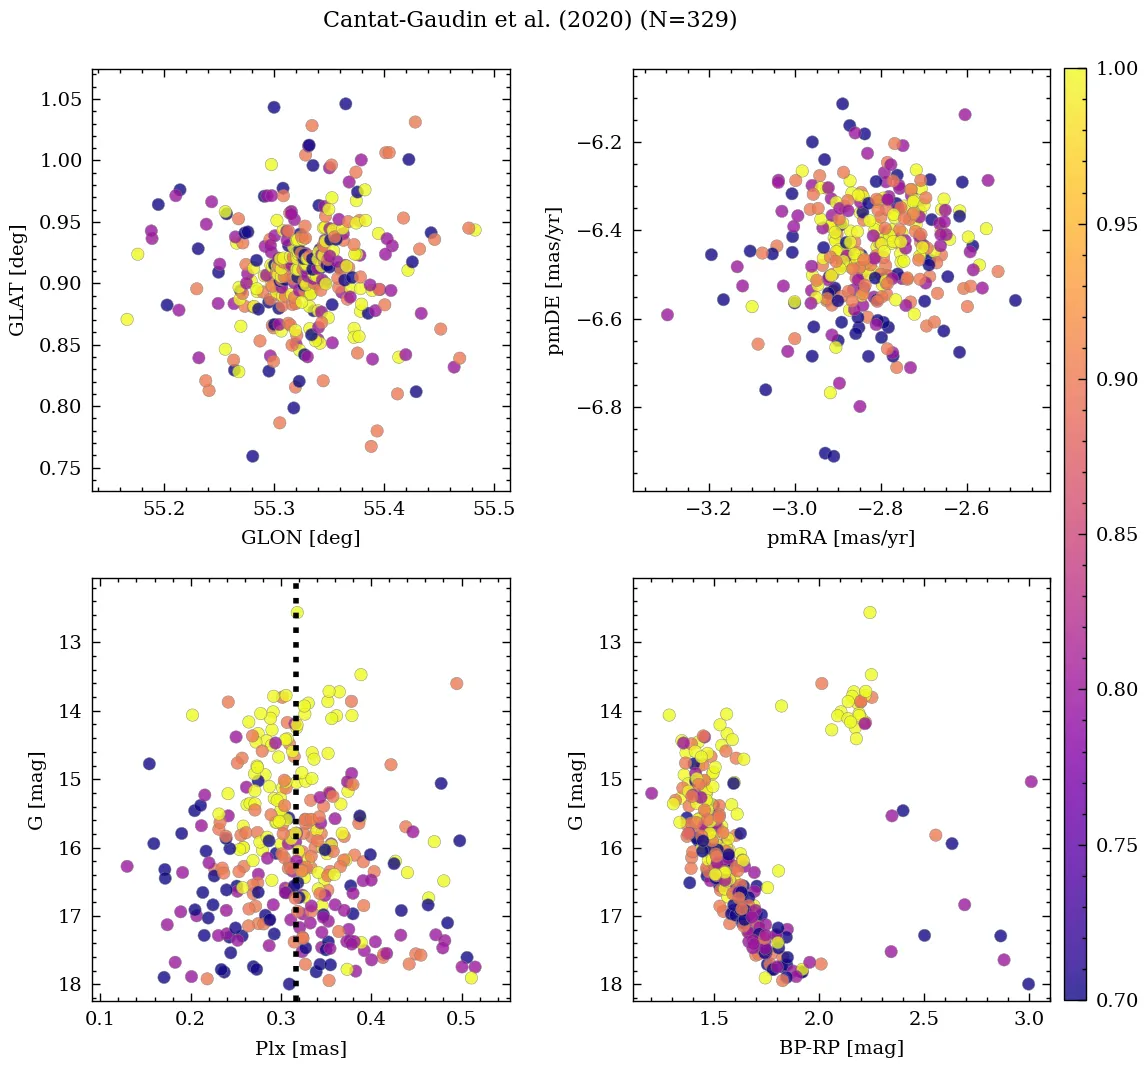 Cantat-Gaudin et al. (2020) (N=329)
1.05
1.00
0.95
0.90
0.85
0.80
0.75
GLAT [deg]
55.2 55.3 55.4 55.5
GLON [deg]
−6.2
−6.4
−6.6
−6.8
pmDE [mas/yr]
−3.2 −3.0 −2.8 −2.6
pmRA [mas/yr]
13
14
15
16
17
18
G [mag]
0.1 0.2 0.3 0.4 0.5
Plx [mas]
13
14
15
16
17
18
G [mag]
1.5 2.0 2.5 3.0
BP-RP [mag]
1.00
0.95
0.90
0.85
0.80
0.75
0.70